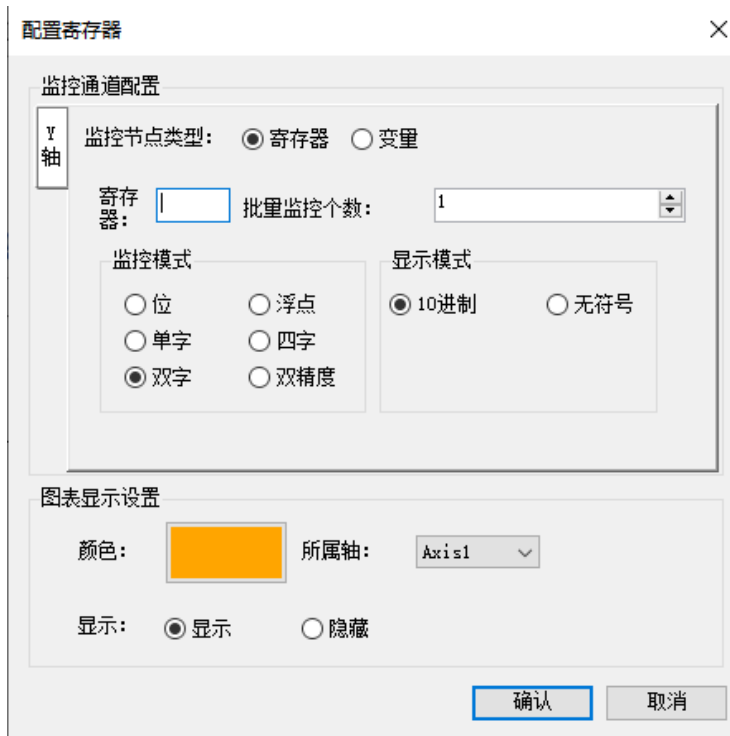 配置寄存器
监控通道配置
Y
轴
监控节点类型: 寄存器 变量
寄存
器: 批量监控个数: 1
监控模式 显示模式
位 浮点 10进制 无符号
单字 四字
双字 双精度
图表显示设置
颜色: 所属轴: Axis1
显示: 显示 隐藏
确认 取消